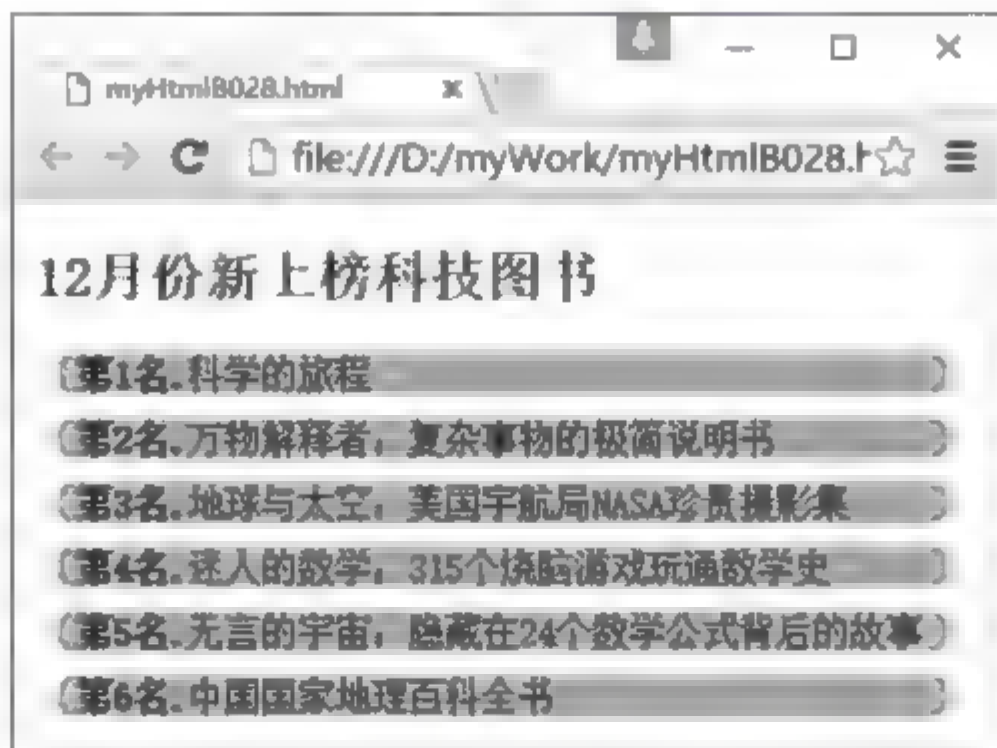 myHtmlB028.html
file:///D:/myWork/myHtmlB028.h
12月份新上榜科技图书
第1名.科学的旅程
第2名.万物解释者：复杂事物的极简说明书
第3名.地球与太空：美国宇航局NASA珍贵摄影集
第4名.迷人的数学：315个烧脑游戏玩通数学史
第5名.无言的宇宙：隐藏在24个数学公式背后的故事
第6名.中国国家地理百科全书